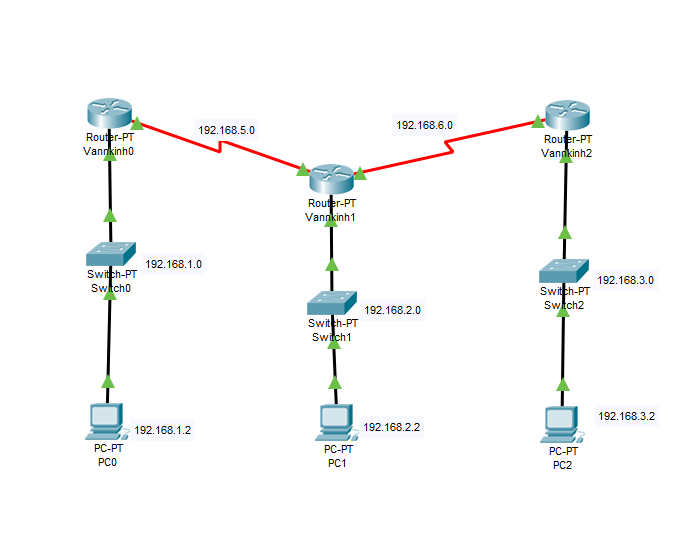 192.168.5.0
192.168.6.0
Router-PT
Vannkinh0
Router-PT
Vannkinh2
Router-PT
Vannkinh1
192.168.1.0
Switch-PT
Switch0
192.168.2.0
Switch-PT
Switch1
192.168.3.0
Switch-PT
Switch2
192.168.1.2
PC-PT
PC0
192.168.2.2
PC-PT
PC1
192.168.3.2
PC-PT
PC2